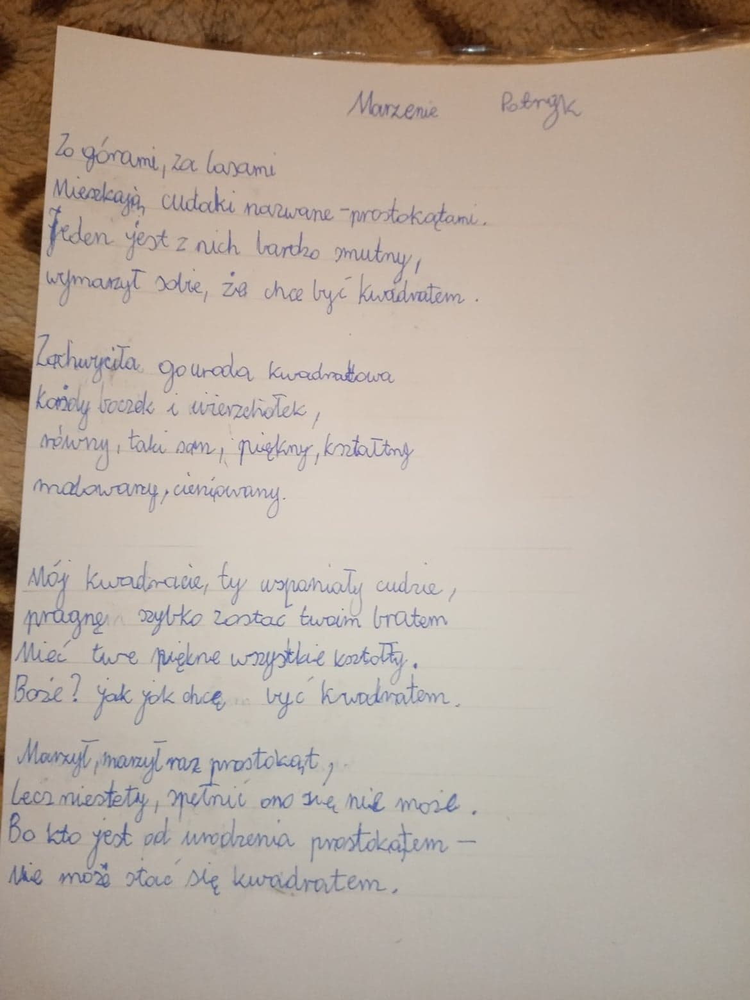 Marzenie Patryk
Za górami, za lasami
Mieszkają cudaki nazwane - prostokątami.
Jeden jest z nich bardzo smutny,
wymarzył sobie, że chce być kwadratem.
Zachwyciła go uroda kwadratowa
Każdy boczek i wierzchołek,
równy, taki sam, piękny, kształtny
malowany, cieniowany.
Mój kwadracie, ty wspaniały cudzie,
pragnę szybko zostać twoim bratem
Mieć twe piękne wszystkie kształty.
Boże? jak jak chcę być kwadratem.
Marzył, marzył raz prostokąt,
lecz niestety, spełnić ono się nie może.
Bo kto jest od urodzenia prostokątem -
Nie może stać się kwadratem.